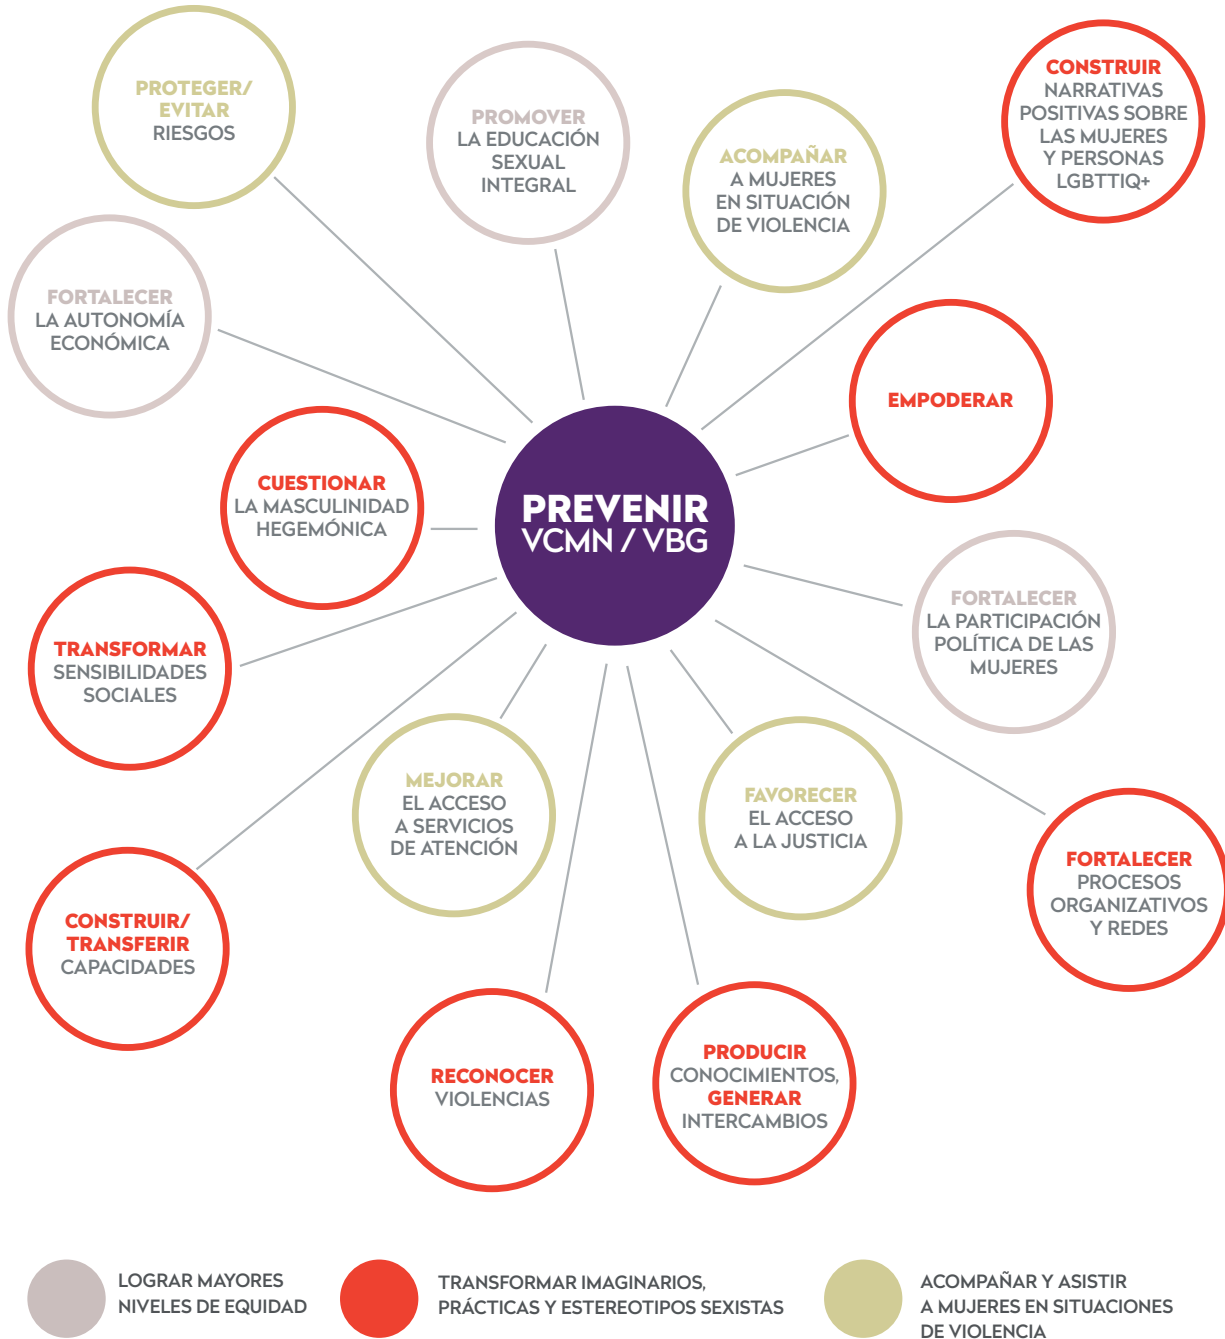 PROTEGER/
EVITAR
RIESGOS
PROMOVER
LA EDUCACIÓN
SEXUAL
INTEGRAL
ACOMPAÑAR
A MUJERES
EN SITUACIÓN
DE VIOLENCIA
CONSTRUIR
NARRATIVAS
POSITIVAS SOBRE
LAS MUJERES
Y PERSONAS
LGBTTIQ+
FORTALECER
LA AUTONOMÍA
ECONÓMICA
EMPODERAR
CUESTIONAR
LA MASCULINIDAD
HEGEMÓNICA
PREVENIR
VCMN / VBG
FORTALECER
LA PARTICIPACIÓN
POLÍTICA DE LAS
MUJERES
TRANSFORMAR
SENSIBILIDADES
SOCIALES
MEJORAR
EL ACCESO
A SERVICIOS
DE ATENCIÓN
FAVORECER
EL ACCESO
A LA JUSTICIA
FORTALECER
PROCESOS
ORGANIZATIVOS
Y REDES
CONSTRUIR/
TRANSFERIR
CAPACIDADES
RECONOCER
VIOLENCIAS
PRODUCIR
CONOCIMIENTOS,
GENERAR
INTERCAMBIOS
LOGRAR MAYORES
NIVELES DE EQUIDAD
TRANSFORMAR IMAGINARIOS,
PRÁCTICAS Y ESTEREOTIPOS SEXISTAS
ACOMPAÑAR Y ASISTIR
A MUJERES EN SITUACIONES
DE VIOLENCIA